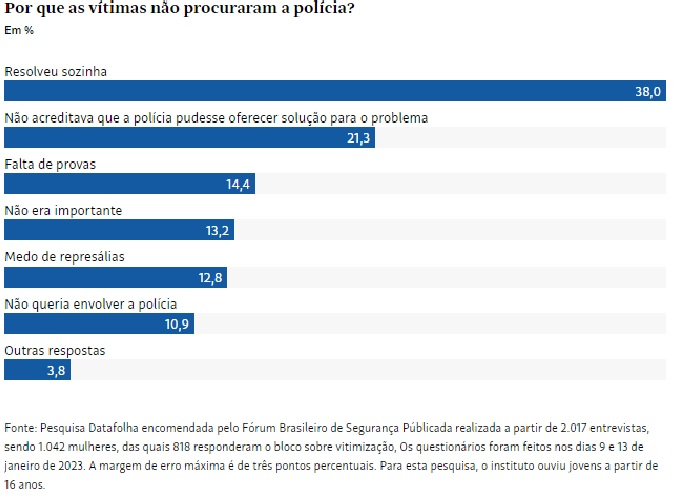 Por que as vítimas não procuraram a polícia?
Em %
Resolveu sozinha
38,0
Não acreditava que a polícia pudesse oferecer solução para o problema
21,3
Falta de provas
14,4
Não era importante
13,2
Medo de represálias
12,8
Não queria envolver a polícia
10,9
Outras respostas
3,8
Fonte: Pesquisa Datafolha encomendada pelo Fórum Brasileiro de Segurança Públicada realizada a partir de 2.017 entrevistas,
sendo 1.042 mulheres, das quais 818 responderam o bloco sobre vitimização, Os questionários foram feitos nos dias 9 e 13 de
janeiro de 2023. A margem de erro máxima é de três pontos percentuais. Para esta pesquisa, o instituto ouviu jovens a partir de
16 anos.